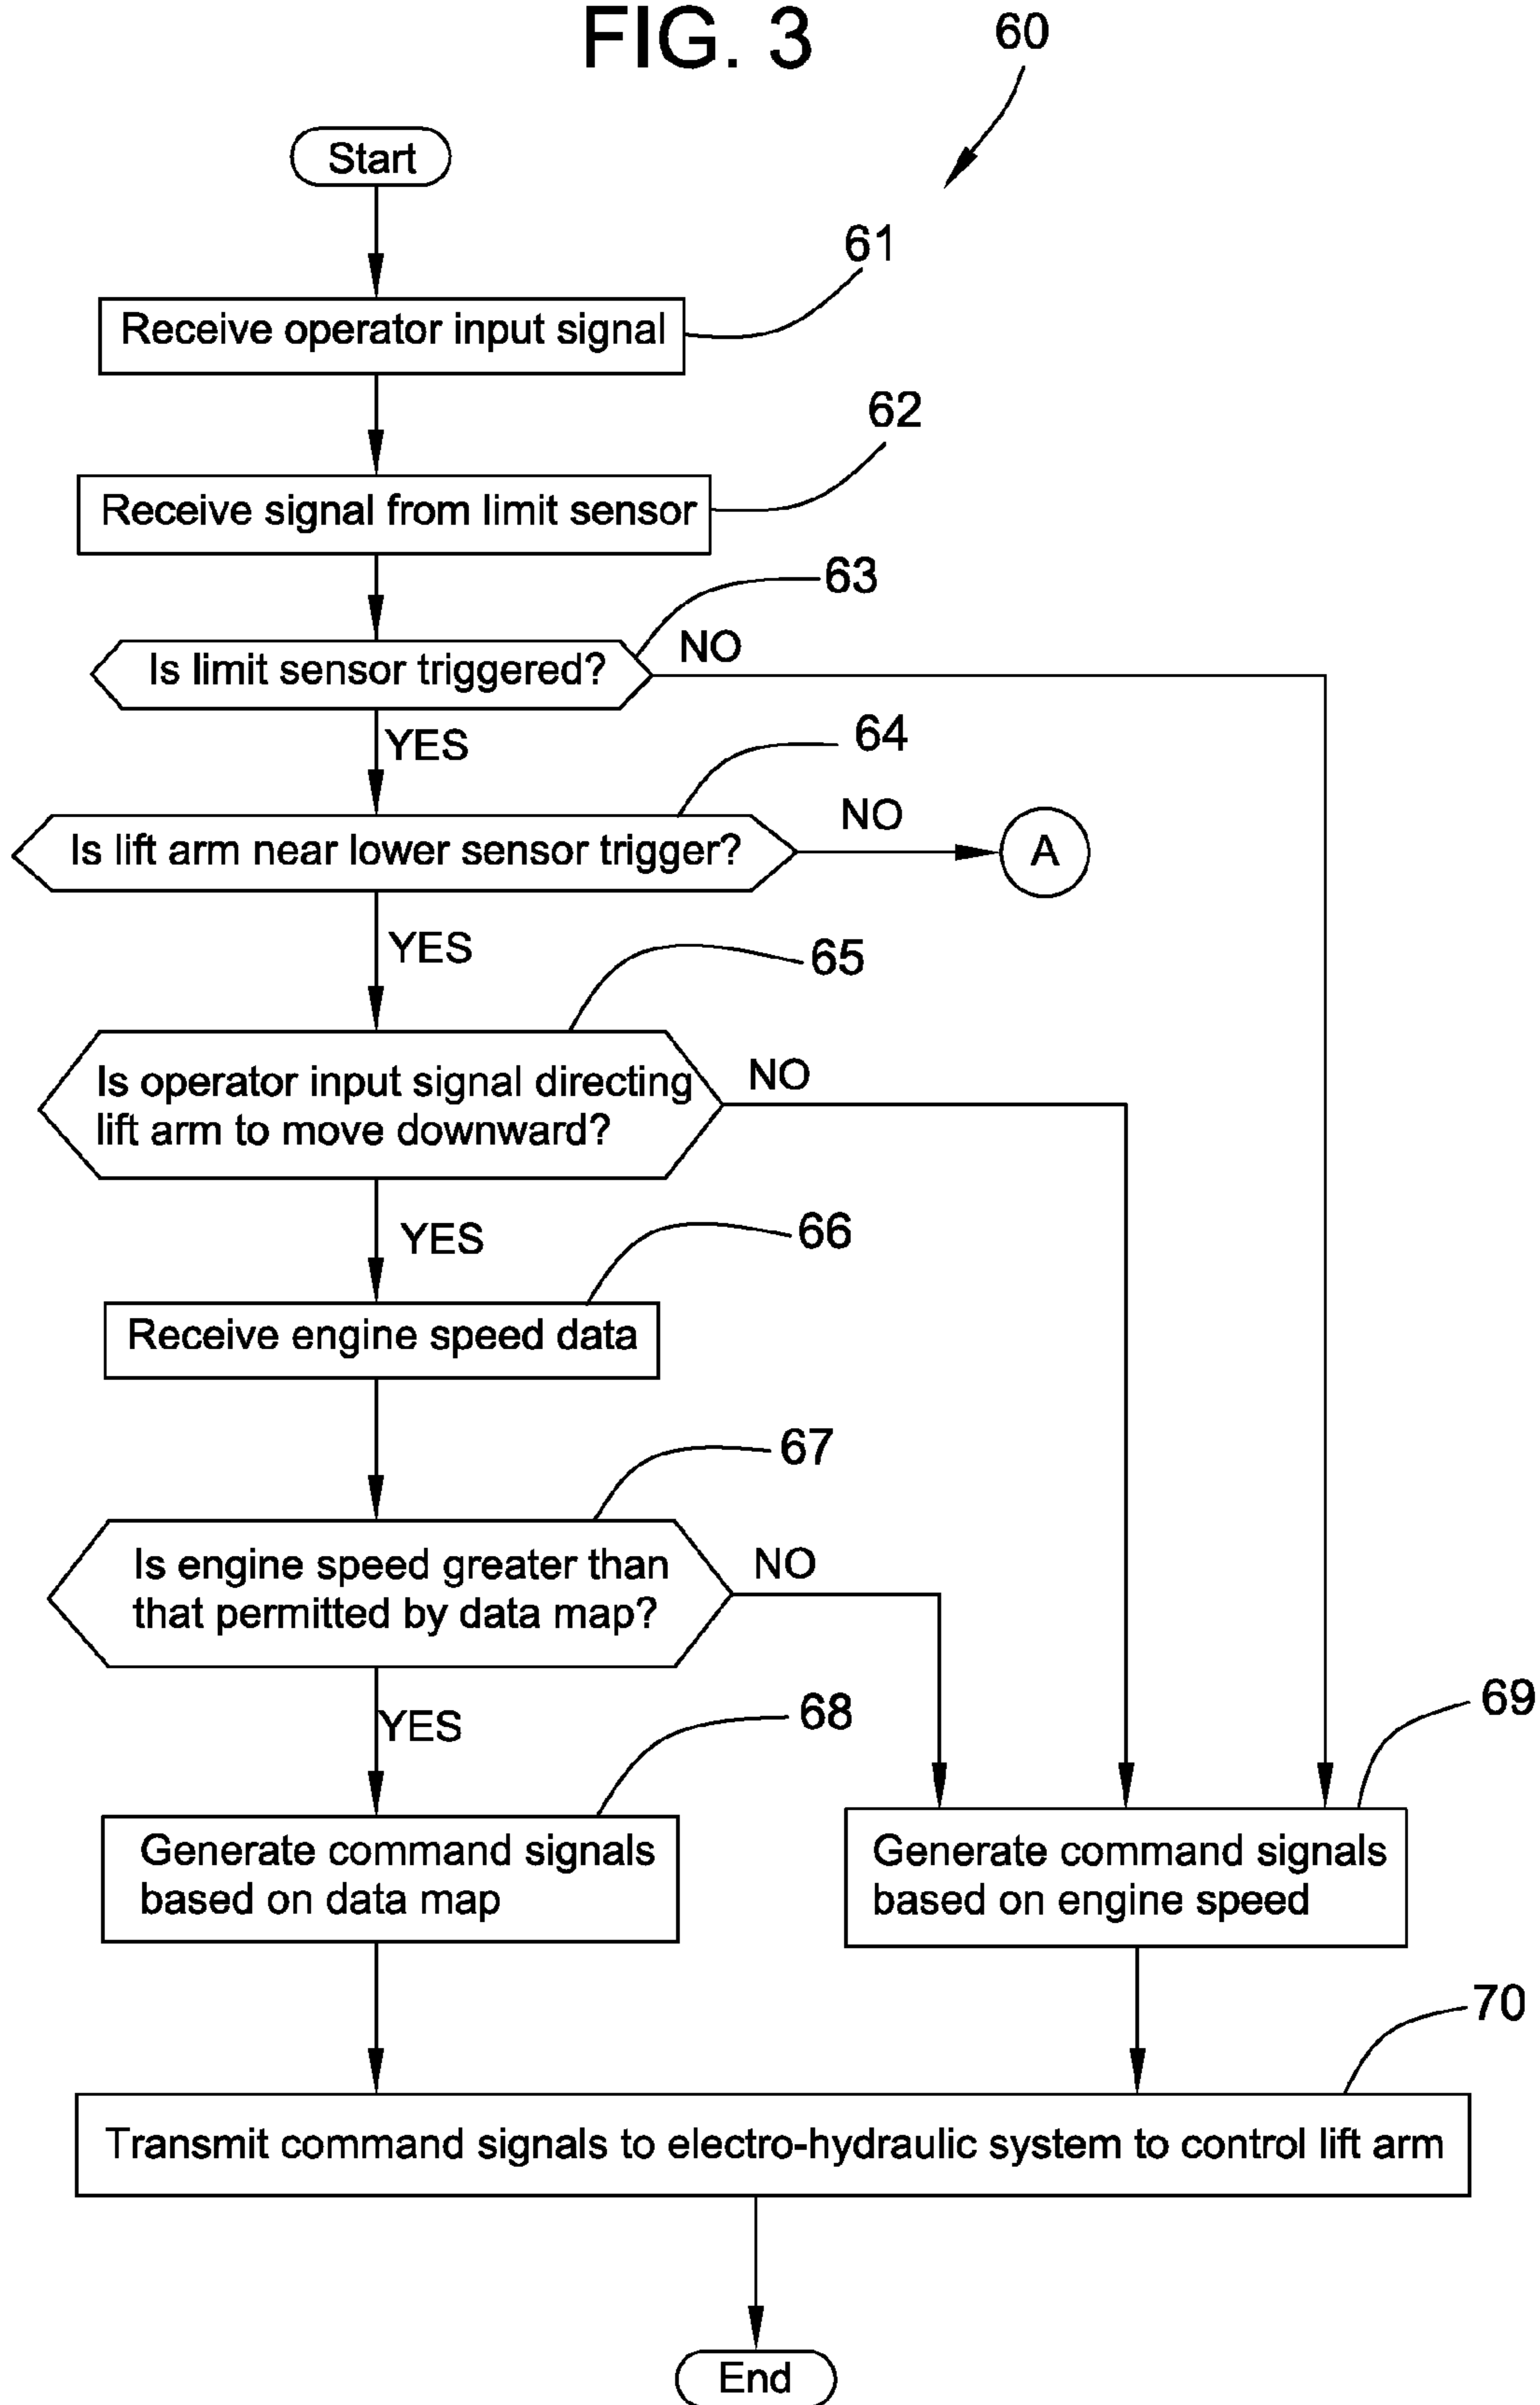 FIG. 3
60
Start
61
Receive operator input signal
62
Receive signal from limit sensor
63
Is limit sensor triggered?
NO
YES
64
Is lift arm near lower sensor trigger?
NO
A
YES
65
Is operator input signal directing
lift arm to move downward?
NO
YES
66
Receive engine speed data
67
Is engine speed greater than
that permitted by data map?
NO
YES
68
69
Generate command signals
based on data map
Generate command signals
based on engine speed
70
Transmit command signals to electro-hydraulic system to control lift arm
End